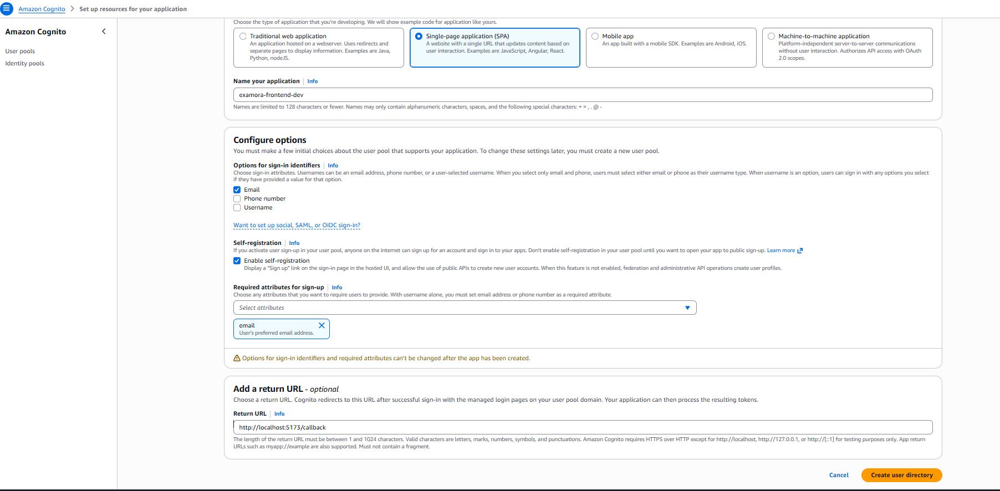 Amazon Cognito > Set up resources for your application
Amazon Cognito
User pools
Identity pools
Choose the type of application that you're developing. We will show example code for application like yours.
Traditional web application
An application hosted on a webserver. Uses redirects and
separate pages to display information. Examples are Java,
Python, nodeJS.
Single-page application (SPA)
A website with a single URL that updates content based on
user interaction. Examples are JavaScript, Angular, React.
Mobile app
An app built with a mobile SDK. Examples are Android, iOS.
Machine-to-machine application
Platform-independent server-to-server communications
without user interaction. Authorizes API access with OAuth
2.0 scopes.
Name your application | Info
examora-frontend-dev
Names are limited to 128 characters or fewer. Names may only contain alphanumeric characters, spaces, and the following special characters: + = , . @ -
Configure options
You must make a few initial choices about the user pool that supports your application. To change these settings later, you must create a new user pool.
Options for sign-in identifiers | Info
Choose sign-in attributes. Usernames can be an email address, phone number, or a user-selected username. When you select only email and phone, users must select either email or phone as their username type. When username is an option, users can sign in with any options you select
if they have provided a value for that option.
Email
Phone number
Username
Want to set up social, SAML, or OIDC sign-in?
Self-registration | Info
If you activate user sign-up in your user pool, anyone on the internet can sign up for an account and sign in to your apps. Don't enable self-registration in your user pool until you want to open your app to public sign-up. Learn more
Enable self-registration
Display a "Sign up" link on the sign-in page in the hosted UI, and allow the use of public APIs to create new user accounts. When this feature is not enabled, federation and administrative API operations create user profiles.
Required attributes for sign-up | Info
Choose any attributes that you want to require users to provide. With username alone, you must set email address or phone number as a required attribute.
Select attributes
email
User's preferred email address.
Options for sign-in identifiers and required attributes can't be changed after the app has been created.
Add a return URL - optional
Choose a return URL. Cognito redirects to this URL after successful sign-in with the managed login pages on your user pool domain. Your application can then process the resulting tokens.
Return URL | Info
http://localhost:5173/callback
The length of the return URL must be between 1 and 1024 characters. Valid characters are letters, marks, numbers, symbols, and punctuations. Amazon Cognito requires HTTPS over HTTP except for http://localhost, http://127.0.0.1, or http://[::1] for testing purposes only. App return
URLs such as myapp://example are also supported. Must not contain a fragment.
Cancel
Create user directory